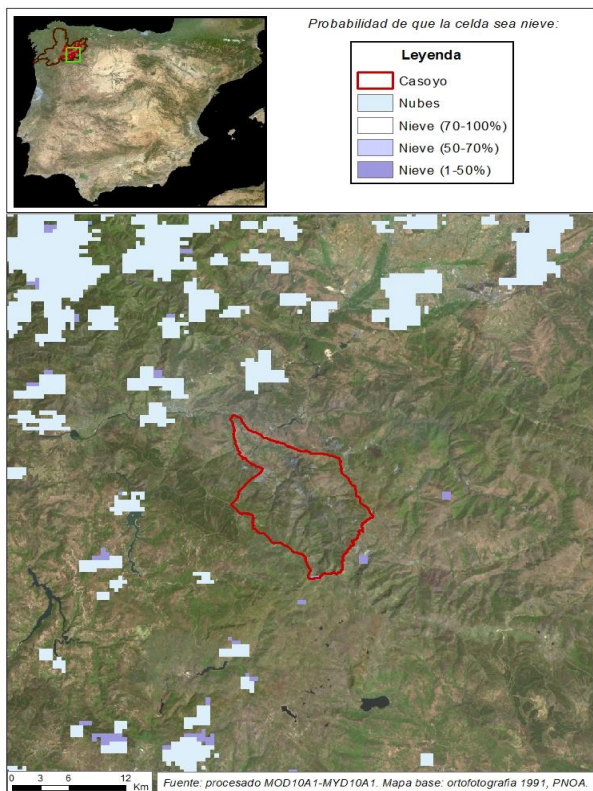 Probabilidad de que la celda sea nieve:
Leyenda
Casoyo
Nubes
Nieve (70-100%)
Nieve (50-70%)
Nieve (1-50%)
0 3 6 12
Km
Fuente: procesado MOD10A1-MYD10A1. Mapa base: ortofotografía 1991, PNOA.